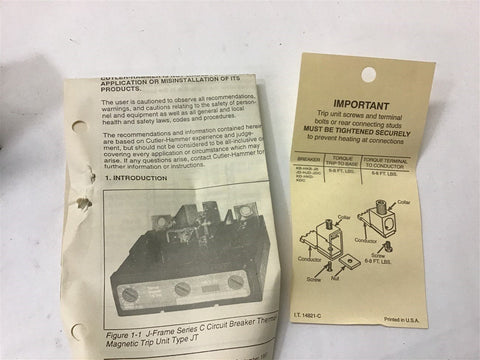 APPLICATION OR MISINSTALLATION OF ITS
PRODUCTS.
The user is cautioned to observe all recommendations,
warnings, and cautions relating to the safety of person-
nel and equipment as well as general and local
health and safety laws, codes and procedures.
The recommendations and information contained herein
are based on Cutler-Hammer experience and judge-
ment, but should not be considered to be all-inclusive or
covering every application or circumstance which may
arise. If any questions arise, contact Cutler-Hammer for
further information or instructions.
1. INTRODUCTION
Figure 1-1 J-Frame Series C Circuit Breaker Thermal
Magnetic Trip Unit Type JT
IMPORTANT
Trip unit screws and terminal
bolts or rear connecting studs
MUST BE TIGHTENED SECURELY
to prevent heating at connections
BREAKER
TORQUE
TRIP-TO-BASE
TORQUE TERMINAL
TO CONDUCTOR
6-8 FT. LBS.
6-8 FT. LBS.
Collar
Collar
Conductor
Conductor
Screw
Nut
Screw
6-8 FT. LBS.
I.T. 14821-C
Printed in U.S.A.